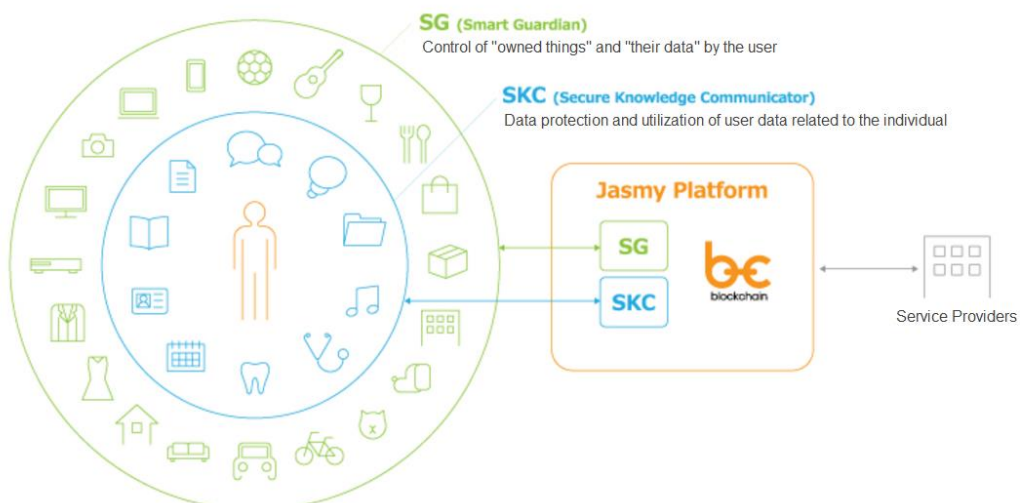 SG (Smart Guardian)
Control of "owned things" and "their data" by the user
SKC (Secure Knowledge Communicator)
Data protection and utilization of user data related to the individual
Jasmy Platform
SG
SKC
bc
blockchain
Service Providers